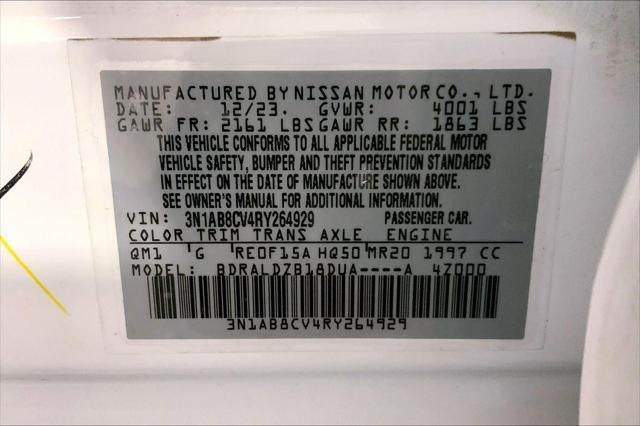 MANUFACTURED BY NISSAN MOTOR CO., LTD.
DATE: 12/23. GVWR: 4001 LBS
GAWR FR: 2161 LBS GAWR RR: 1863 LBS
THIS VEHICLE CONFORMS TO ALL APPLICABLE FEDERAL MOTOR
VEHICLE SAFETY, BUMPER AND THEFT PREVENTION STANDARDS
IN EFFECT ON THE DATE OF MANUFACTURE SHOWN ABOVE.
SEE OWNER'S MANUAL FOR ADDITIONAL INFORMATION.
VIN: 3N1AB8CV4RY264929 PASSENGER CAR.
COLOR TRIM TRANS AXLE ENGINE
QM1 G RE0F15A HQ50 MR20 1997 CC
MODEL: BDRALDZB18DUA----A 4Z000
3N1AB8CV4RY264929